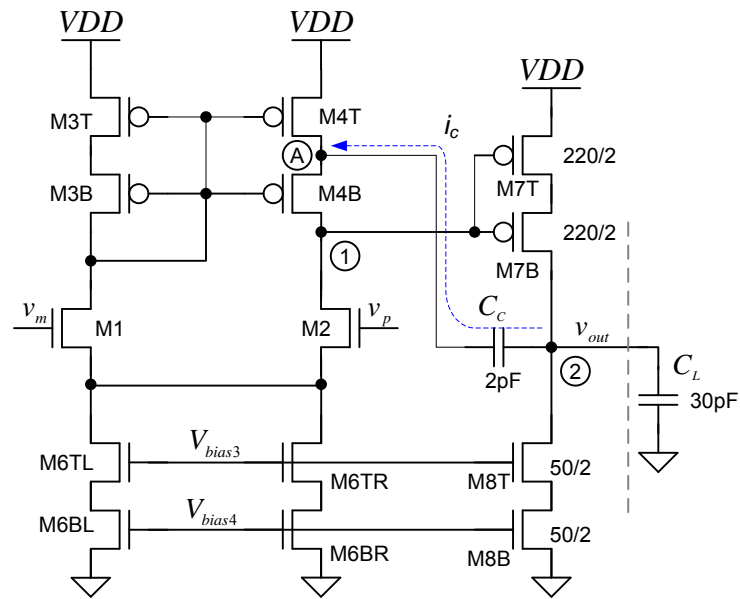 VDD
VDD
VDD
M3T
M4T
i_c
A
220/2
M7T
M3B
M4B
220/2
M7B
1
v_m
M1
M2
v_p
C_C
v_out
2pF
2
C_L
30pF
M6TL
V_bias3
M6TR
M8T
50/2
M6BL
V_bias4
M6BR
M8B
50/2